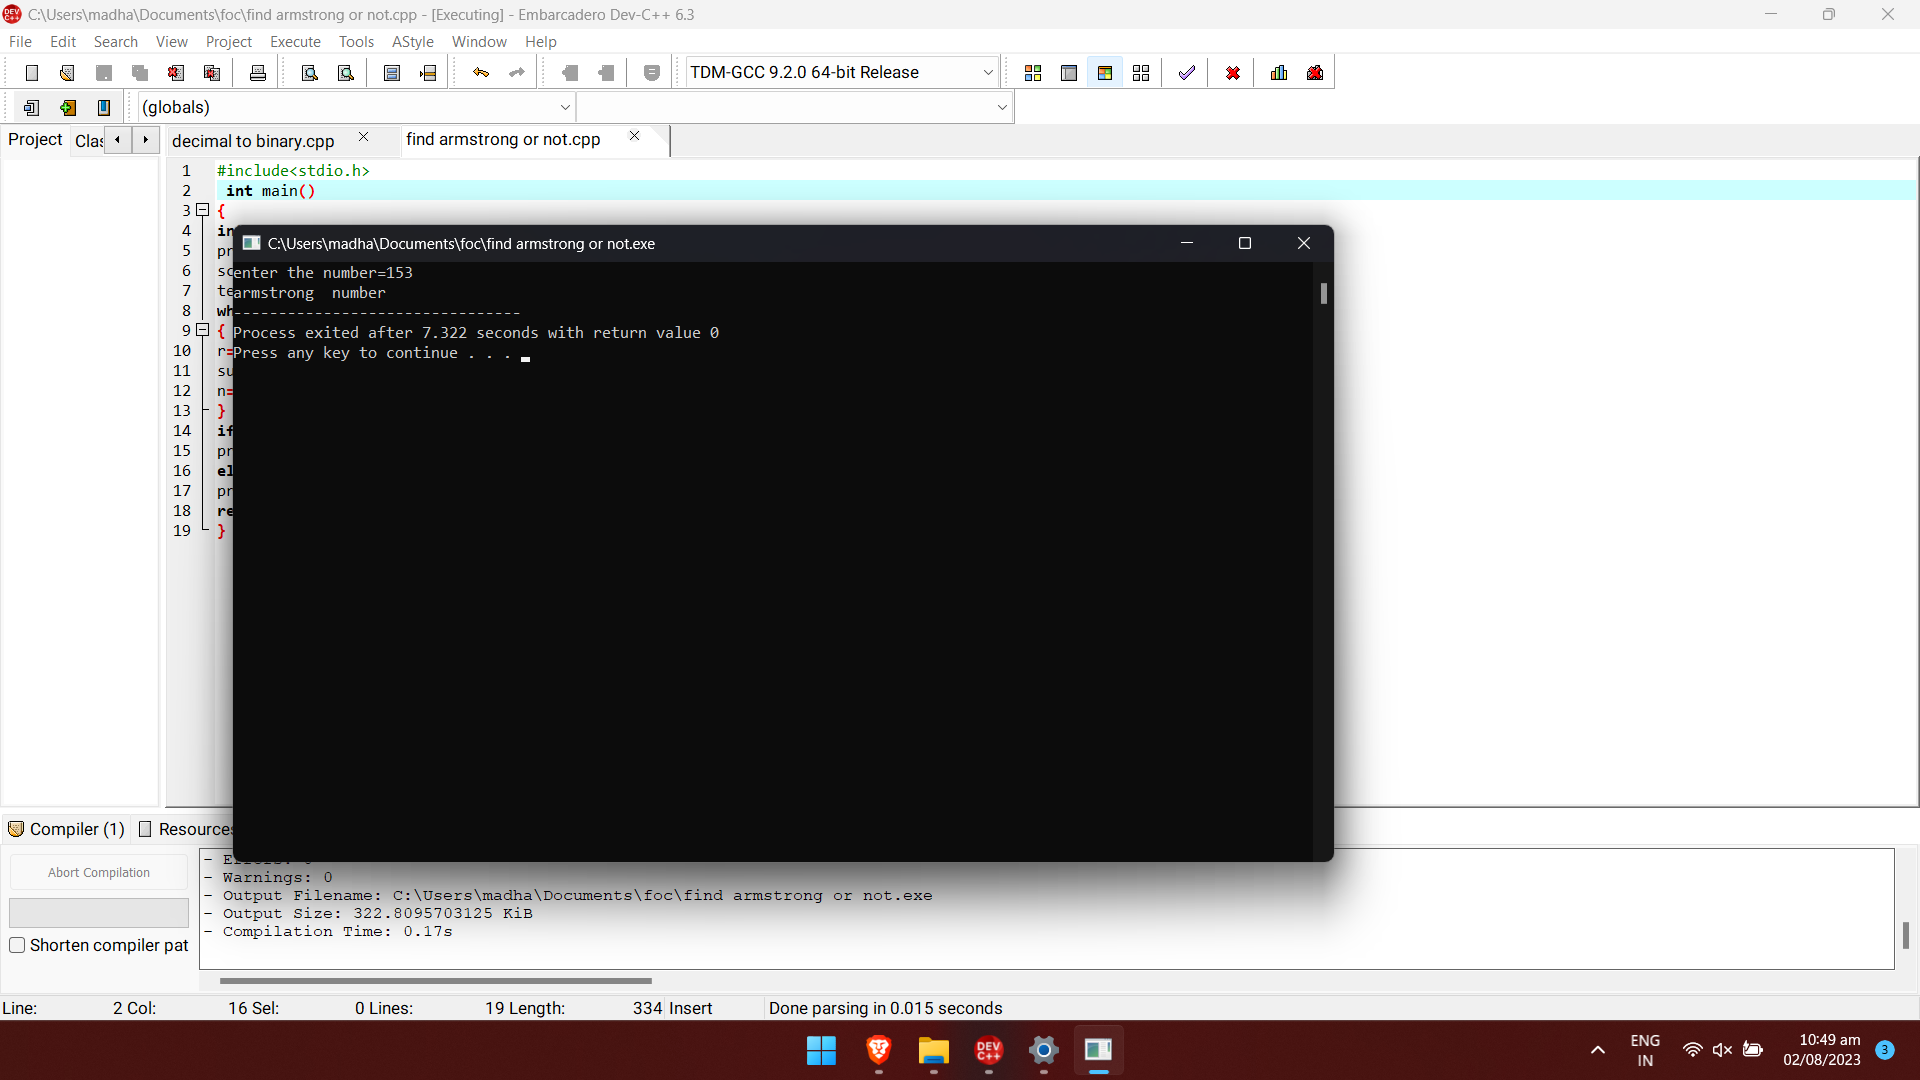 C:\Users\madha\Documents\foc\find armstrong or not.cpp - [Executing] - Embarcadero Dev-C++ 6.3
File Edit Search View Project Execute Tools AStyle Window Help
TDM-GCC 9.2.0 64-bit Release
(globals)
Project Clas decimal to binary.cpp find armstrong or not.cpp
1 #include<stdio.h>
2 int main()
3 {
4 in
5 pr
6 sc
7 te
8 wh
9 {
10 r=
11 su
12 n=
13 }
14 if
15 pr
16 el
17 pr
18 re
19 }
C:\Users\madha\Documents\foc\find armstrong or not.exe
enter the number=153
armstrong  number
--------------------------------
Process exited after 7.322 seconds with return value 0
Press any key to continue . . .
Compiler (1) Resources
Abort Compilation
Shorten compiler pat
- Warnings: 0
- Output Filename: C:\Users\madha\Documents\foc\find armstrong or not.exe
- Output Size: 322.8095703125 KiB
- Compilation Time: 0.17s
Line: 2 Col: 16 Sel: 0 Lines: 19 Length: 334 Insert Done parsing in 0.015 seconds
DEV C++
ENG
IN
10:49 am
02/08/2023
3